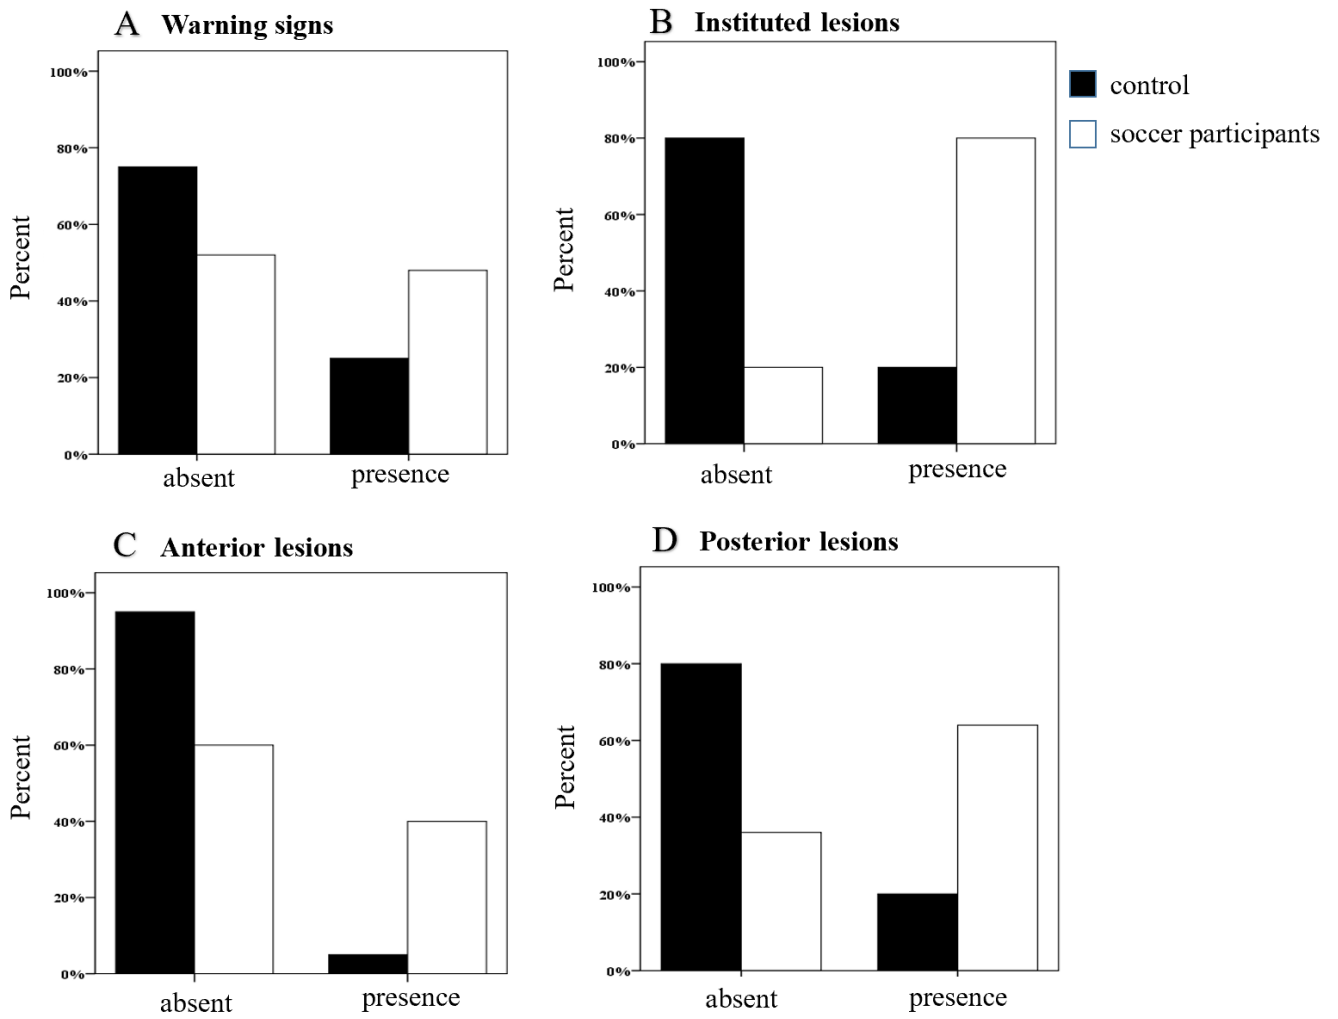 A Warning signs
100%
80%
60%
40%
20%
0%
Percent
absent
presence
B Instituted lesions
100%
80%
60%
40%
20%
0%
Percent
absent
presence
control
soccer participants
C Anterior lesions
100%
80%
60%
40%
20%
0%
Percent
absent
presence
D Posterior lesions
100%
80%
60%
40%
20%
0%
Percent
absent
presence